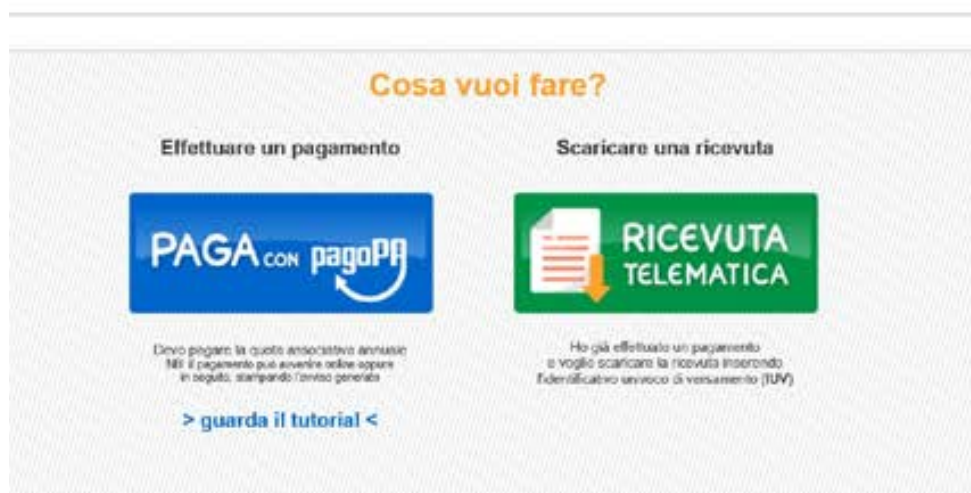 Cosa vuoi fare?
Effettuare un pagamento
PAGA CON pagoPA
Devo pagare la quota associativa annuale
NB: il pagamento può avvenire online oppure
in seguito, stampando l'avviso generato
> guarda il tutorial <
Scaricare una ricevuta
RICEVUTA
TELEMATICA
Ho già effettuato un pagamento
e voglio scaricare la ricevuta inserendo
l'identificativo univoco di versamento (IUV)